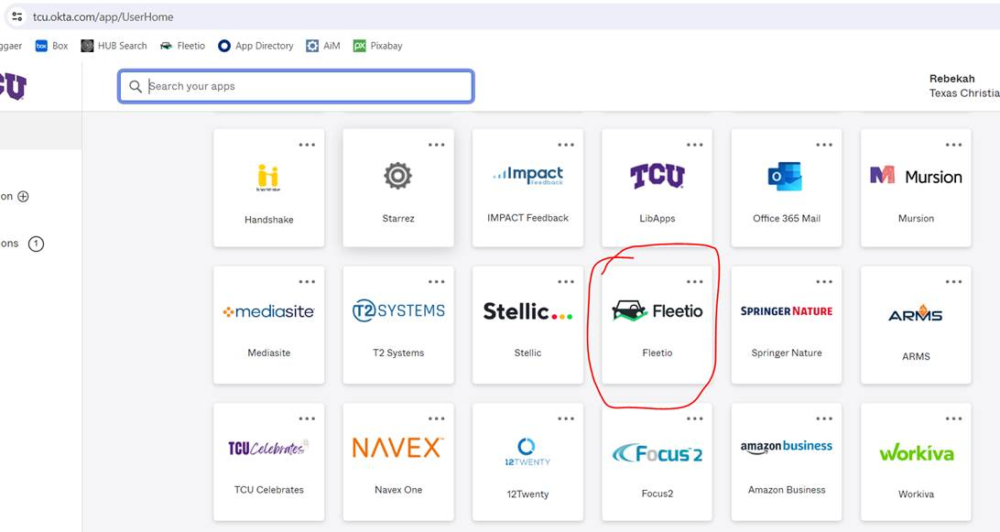 tcu.okta.com/app/UserHome
ggaer Box HUB Search Fleetio App Directory AiM Pixabay
Search your apps
Rebekah
Texas Christia
on
ons 1
Impact
Feedback
TCU
Mursion
Handshake Starrez IMPACT Feedback LibApps Office 365 Mail Mursion
mediasite T2 SYSTEMS Stellic... Fleetio SPRINGER NATURE ARMS
Mediasite T2 Systems Stellic Fleetio Springer Nature ARMS
TCU Celebrates NAVEX 12TWENTY Focus 2 amazon business workiva
TCU Celebrates Navex One 12Twenty Focus2 Amazon Business Workiva